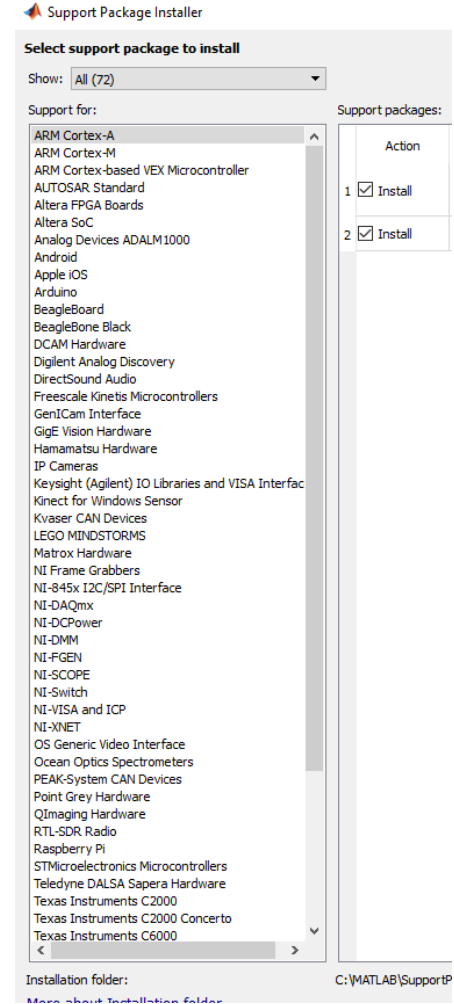 Support Package Installer
Select support package to install
Show: All (72)
Support for:
ARM Cortex-A
ARM Cortex-M
ARM Cortex-based VEX Microcontroller
AUTOSAR Standard
Altera FPGA Boards
Altera SoC
Analog Devices ADALM1000
Android
Apple iOS
Arduino
BeagleBoard
BeagleBone Black
DCAM Hardware
Digilent Analog Discovery
DirectSound Audio
Freescale Kinetis Microcontrollers
GenICam Interface
GigE Vision Hardware
Hamamatsu Hardware
IP Cameras
Keysight (Agilent) IO Libraries and VISA Interfac
Kinect for Windows Sensor
Kvaser CAN Devices
LEGO MINDSTORMS
Matrox Hardware
NI Frame Grabbers
NI-845x I2C/SPI Interface
NI-DAQmx
NI-DCPower
NI-DMM
NI-FGEN
NI-SCOPE
NI-Switch
NI-VISA and ICP
NI-XNET
OS Generic Video Interface
Ocean Optics Spectrometers
PEAK-System CAN Devices
Point Grey Hardware
QImaging Hardware
RTL-SDR Radio
Raspberry Pi
STMicroelectronics Microcontrollers
Teledyne DALSA Sapera Hardware
Texas Instruments C2000
Texas Instruments C2000 Concerto
Texas Instruments C6000
Support packages:
Action
1 Install
2 Install
Installation folder: C:\MATLAB\SupportP
More about Installation folder